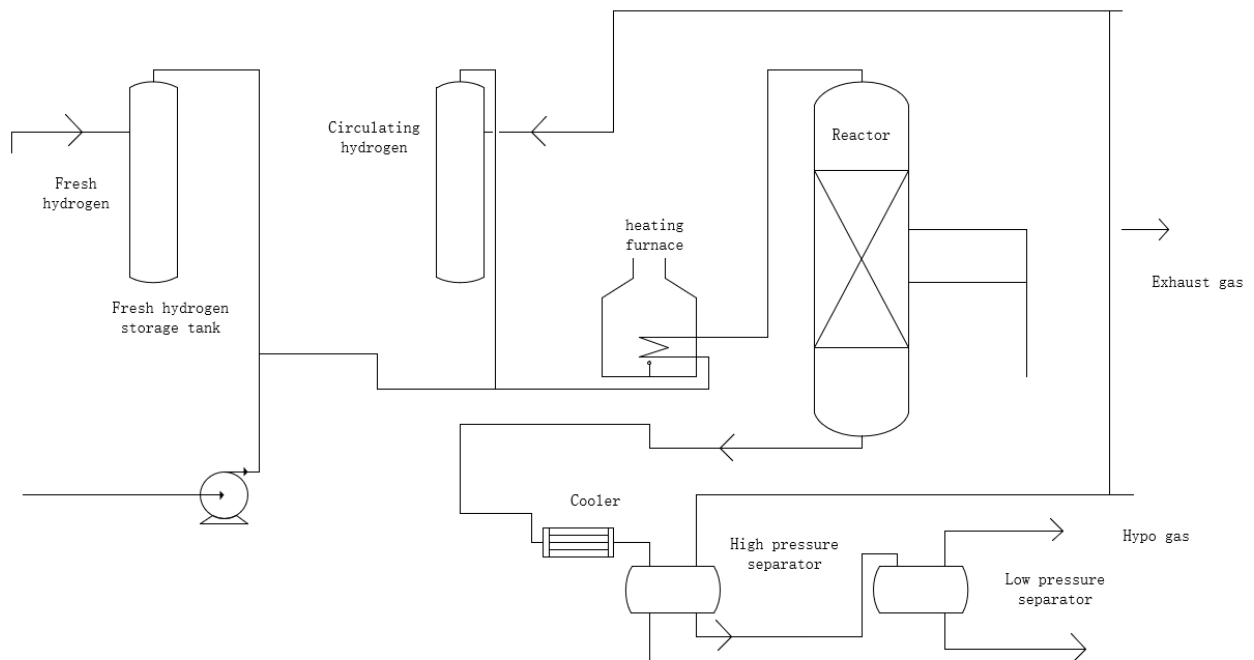 Circulating
hydrogen
Reactor
Fresh
hydrogen
heating
furnace
Exhaust gas
Fresh hydrogen
storage tank
Cooler
High pressure
separator
Hypo gas
Low pressure
separator